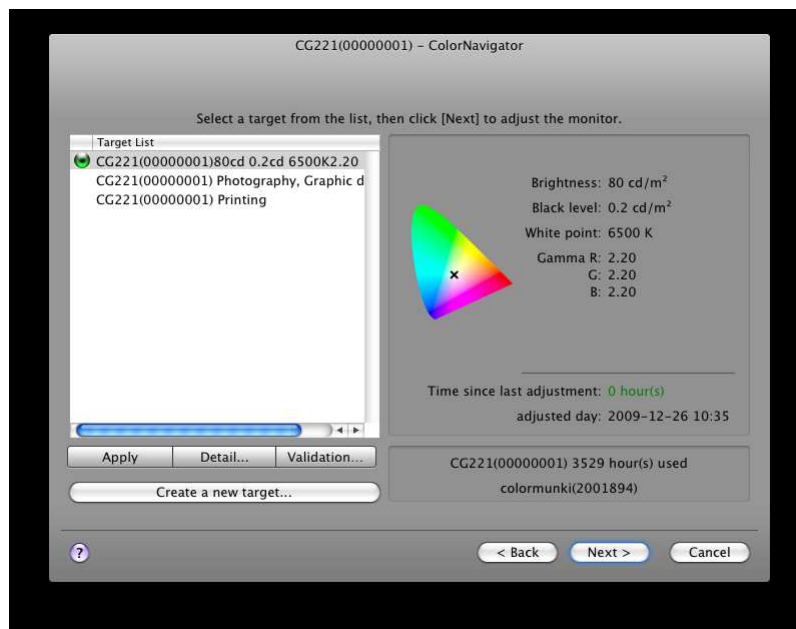 CG221(00000001) – ColorNavigator
Select a target from the list, then click [Next] to adjust the monitor.
Target List
CG221(00000001)80cd 0.2cd 6500K2.20
CG221(00000001) Photography, Graphic d
CG221(00000001) Printing
Brightness: 80 cd/m²
Black level: 0.2 cd/m²
White point: 6500 K
Gamma R: 2.20
G: 2.20
B: 2.20
Time since last adjustment: 0 hour(s)
adjusted day: 2009-12-26 10:35
Apply
Detail...
Validation...
CG221(00000001) 3529 hour(s) used
colormunki(2001894)
Create a new target...
?
< Back
Next >
Cancel